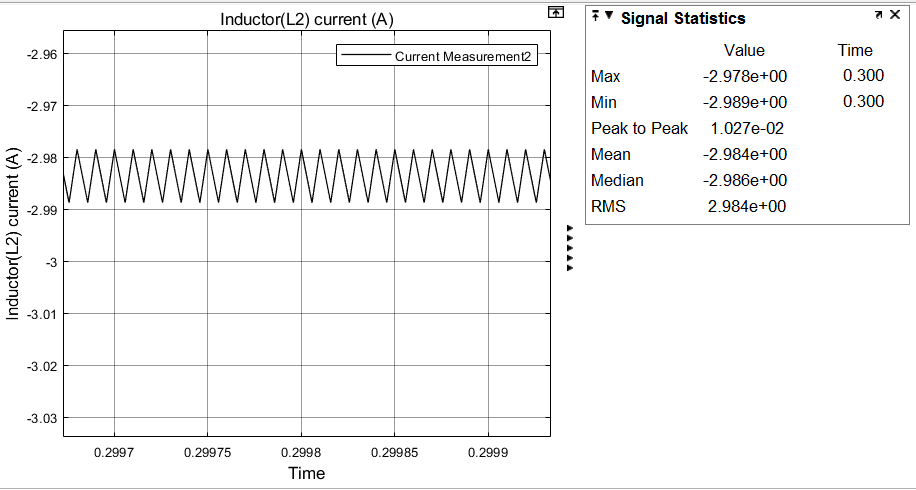 Inductor(L2) current (A)
Current Measurement2
Inductor(L2) current (A)
-2.96
-2.97
-2.98
-2.99
-3
-3.01
-3.02
-3.03
0.2997
0.29975
0.2998
0.29985
0.2999
Time
Signal Statistics
Value Time
Max -2.978e+00 0.300
Min -2.989e+00 0.300
Peak to Peak 1.027e-02
Mean -2.984e+00
Median -2.986e+00
RMS 2.984e+00